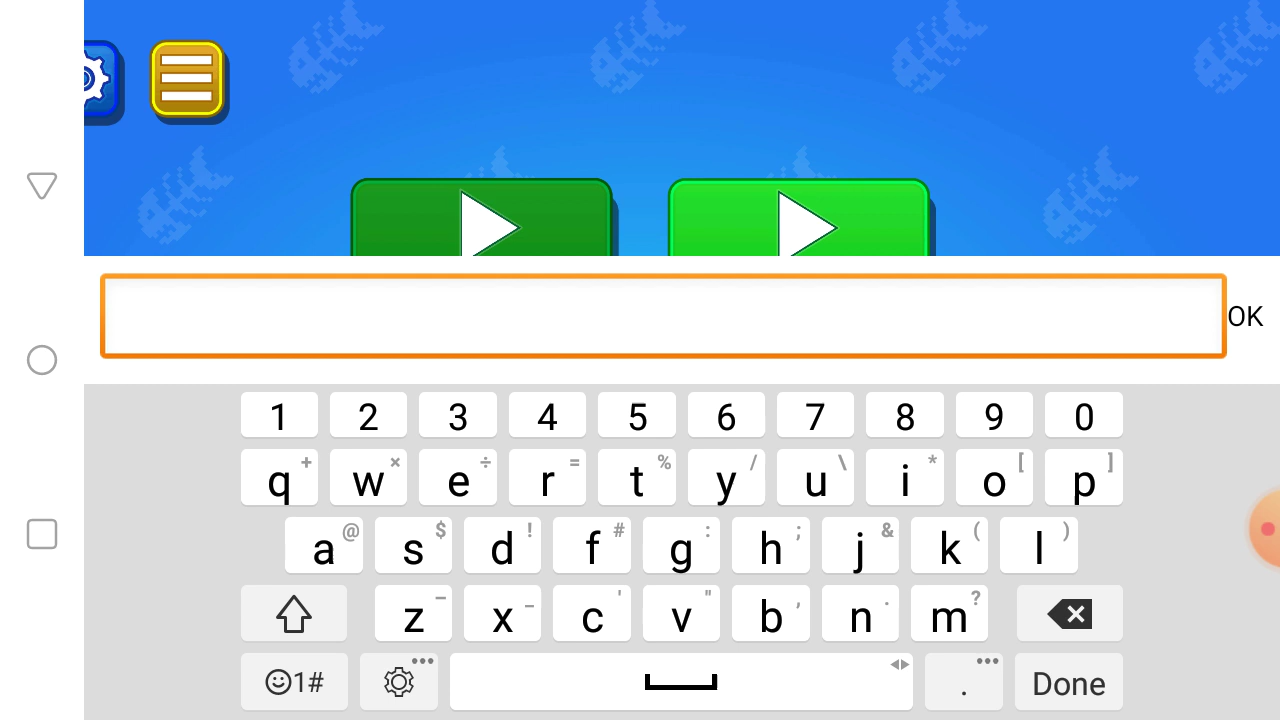 OK
1 2 3 4 5 6 7 8 9 0
q + w × e ÷ r = t % y / u \ i * o [ p ]
a @ s $ d ! f # g : h ; j & k ( l )
z – x - c ' v " b , n . m ?
1# . Done